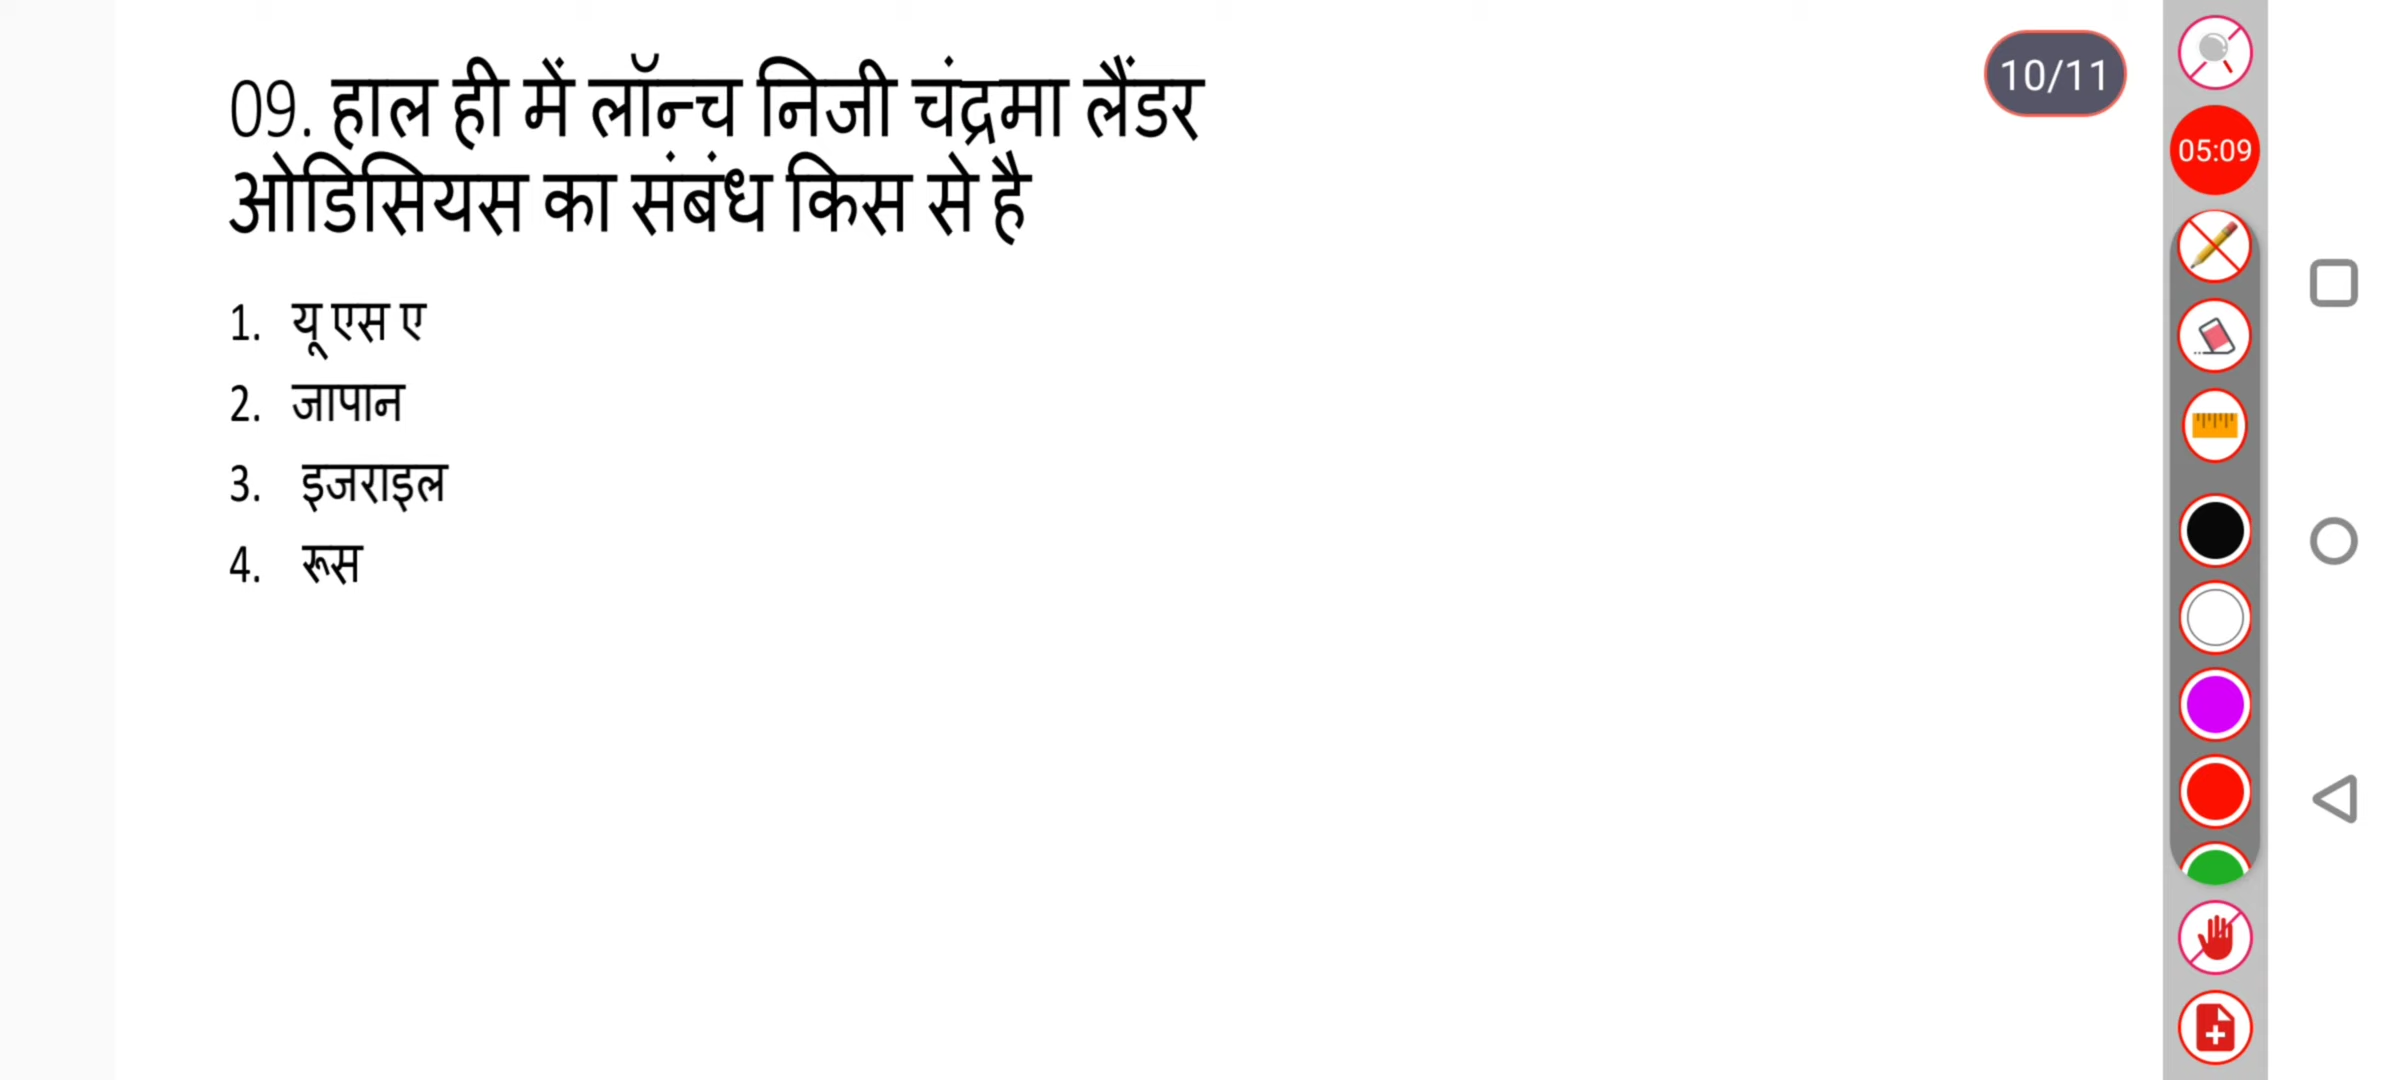 09. हाल ही में लॉन्च निजी चंद्रमा लैंडर
ओडिसियस का संबंध किस से है
1. यू एस ए
2. जापान
3. इजराइल
4. रूस
10/11
05:09